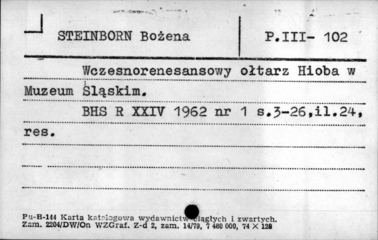 STEINBORN Bożena P.III- 102
Wczesnorenesansowy ołtarz Hioba w
Muzeum Śląskim.
BHS R XXIV 1962 nr 1 s.3-26,il.24,
res.
Pu-B-144 Karta katalogowa wydawnictw ciągłych i zwartych.
Zam. 2204/DW/On WZGraf. Z-d 2, zam. 14/79, 7 460 000, 74 X 128